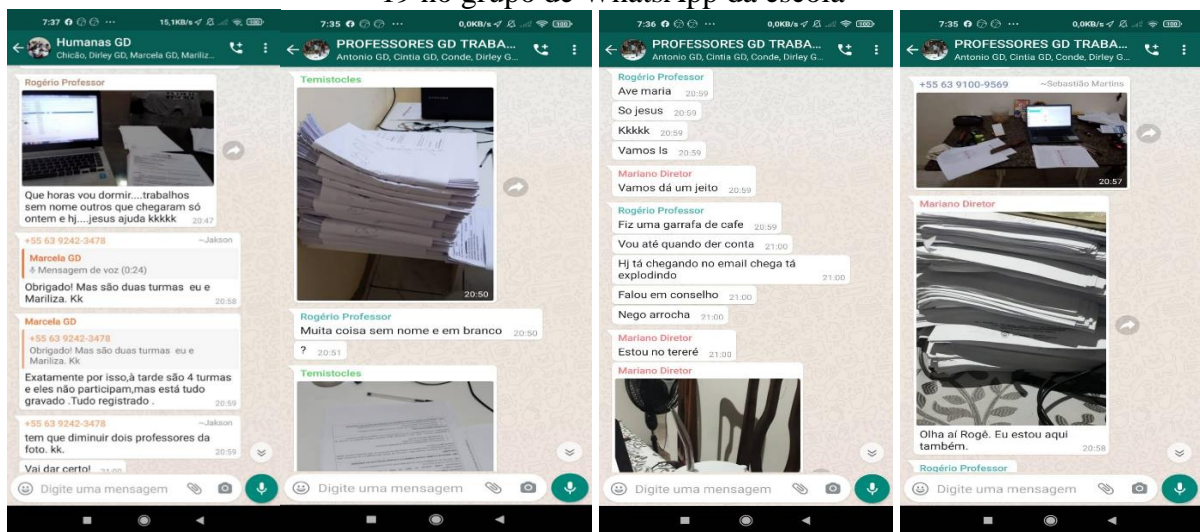 19 no grupo de WhatsApp da escola
7:37
15,1KB/s
100
Humanas GD
Chicão, Dirley GD, Marcela GD, Mariliz...
Rogério Professor
Que horas vou dormir....trabalhos
sem nome outros que chegaram só
ontem e hj....jesus ajuda kkkkk 20:47
+55 63 9242-3478 ~Jakson
Marcela GD
Mensagem de voz (0:24)
Obrigado! Mas são duas turmas eu e
Mariliza. Kk 20:58
Marcela GD
+55 63 9242-3478
Obrigado! Mas são duas turmas eu e
Mariliza. Kk
Exatamente por isso,à tarde são 4 turmas
e eles não participam,mas está tudo
gravado .Tudo registrado . 20:59
+55 63 9242-3478 ~Jakson
tem que diminuir dois professores da
foto. kk. 20:59
Vai dar certo! 21:00
Digite uma mensagem
7:35
0,0KB/s
100
PROFESSORES GD TRABA...
Antonio GD, Cintia GD, Conde, Dirley G...
Temistocles
20:50
Rogério Professor
Muita coisa sem nome e em branco 20:50
? 20:51
Temistocles
Digite uma mensagem
7:36
0,0KB/s
100
PROFESSORES GD TRABA...
Antonio GD, Cintia GD, Conde, Dirley G...
Rogério Professor
Ave maria 20:59
So jesus 20:59
Kkkkk 20:59
Vamos ls 20:59
Mariano Diretor
Vamos dá um jeito 20:59
Rogério Professor
Fiz uma garrafa de cafe 20:59
Vou até quando der conta 21:00
Hj tá chegando no email chega tá
explodindo 21:00
Falou em conselho 21:00
Nego arrocha 21:00
Mariano Diretor
Estou no tereré 21:00
Mariano Diretor
Digite uma mensagem
7:35
0,0KB/s
100
PROFESSORES GD TRABA...
Antonio GD, Cintia GD, Conde, Dirley G...
+55 63 9100-9569 ~Sebastião Martins
20:57
Mariano Diretor
Olha aí Rogê. Eu estou aqui
também. 20:58
Rogério Professor
Digite uma mensagem